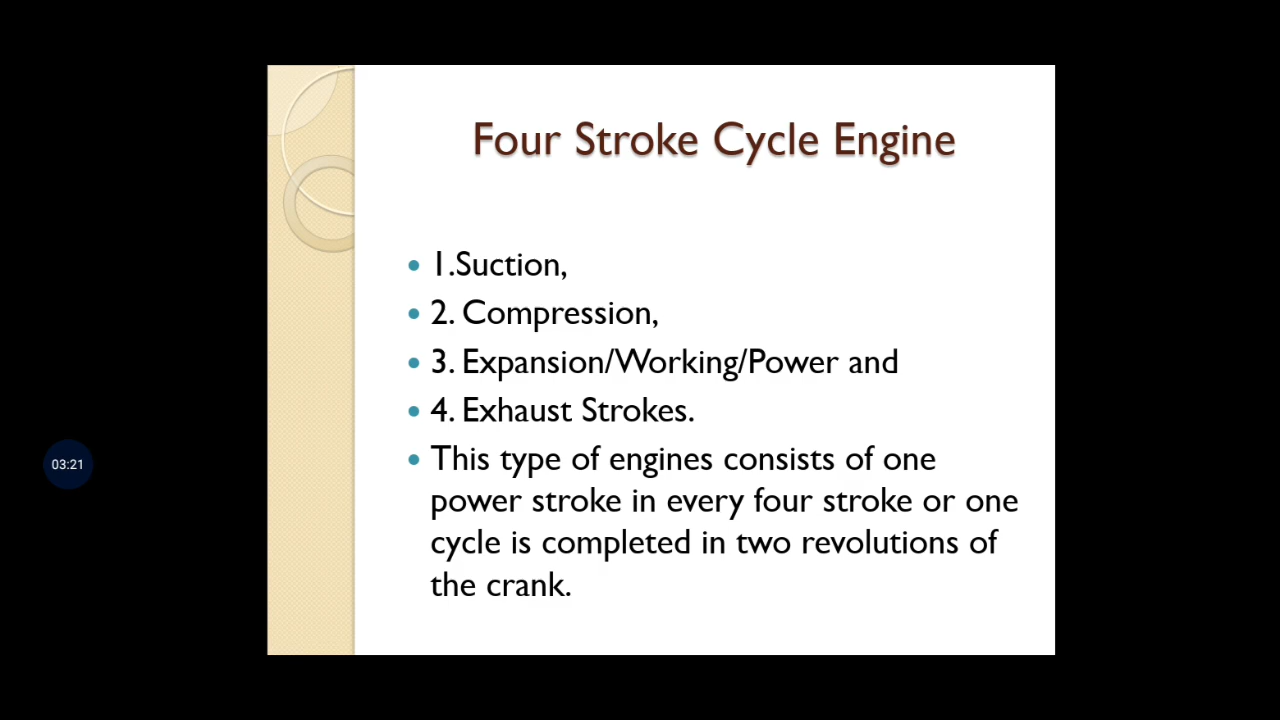 Four Stroke Cycle Engine
1.Suction,
2. Compression,
3. Expansion/Working/Power and
4. Exhaust Strokes.
This type of engines consists of one
power stroke in every four stroke or one
cycle is completed in two revolutions of
the crank.
03:21